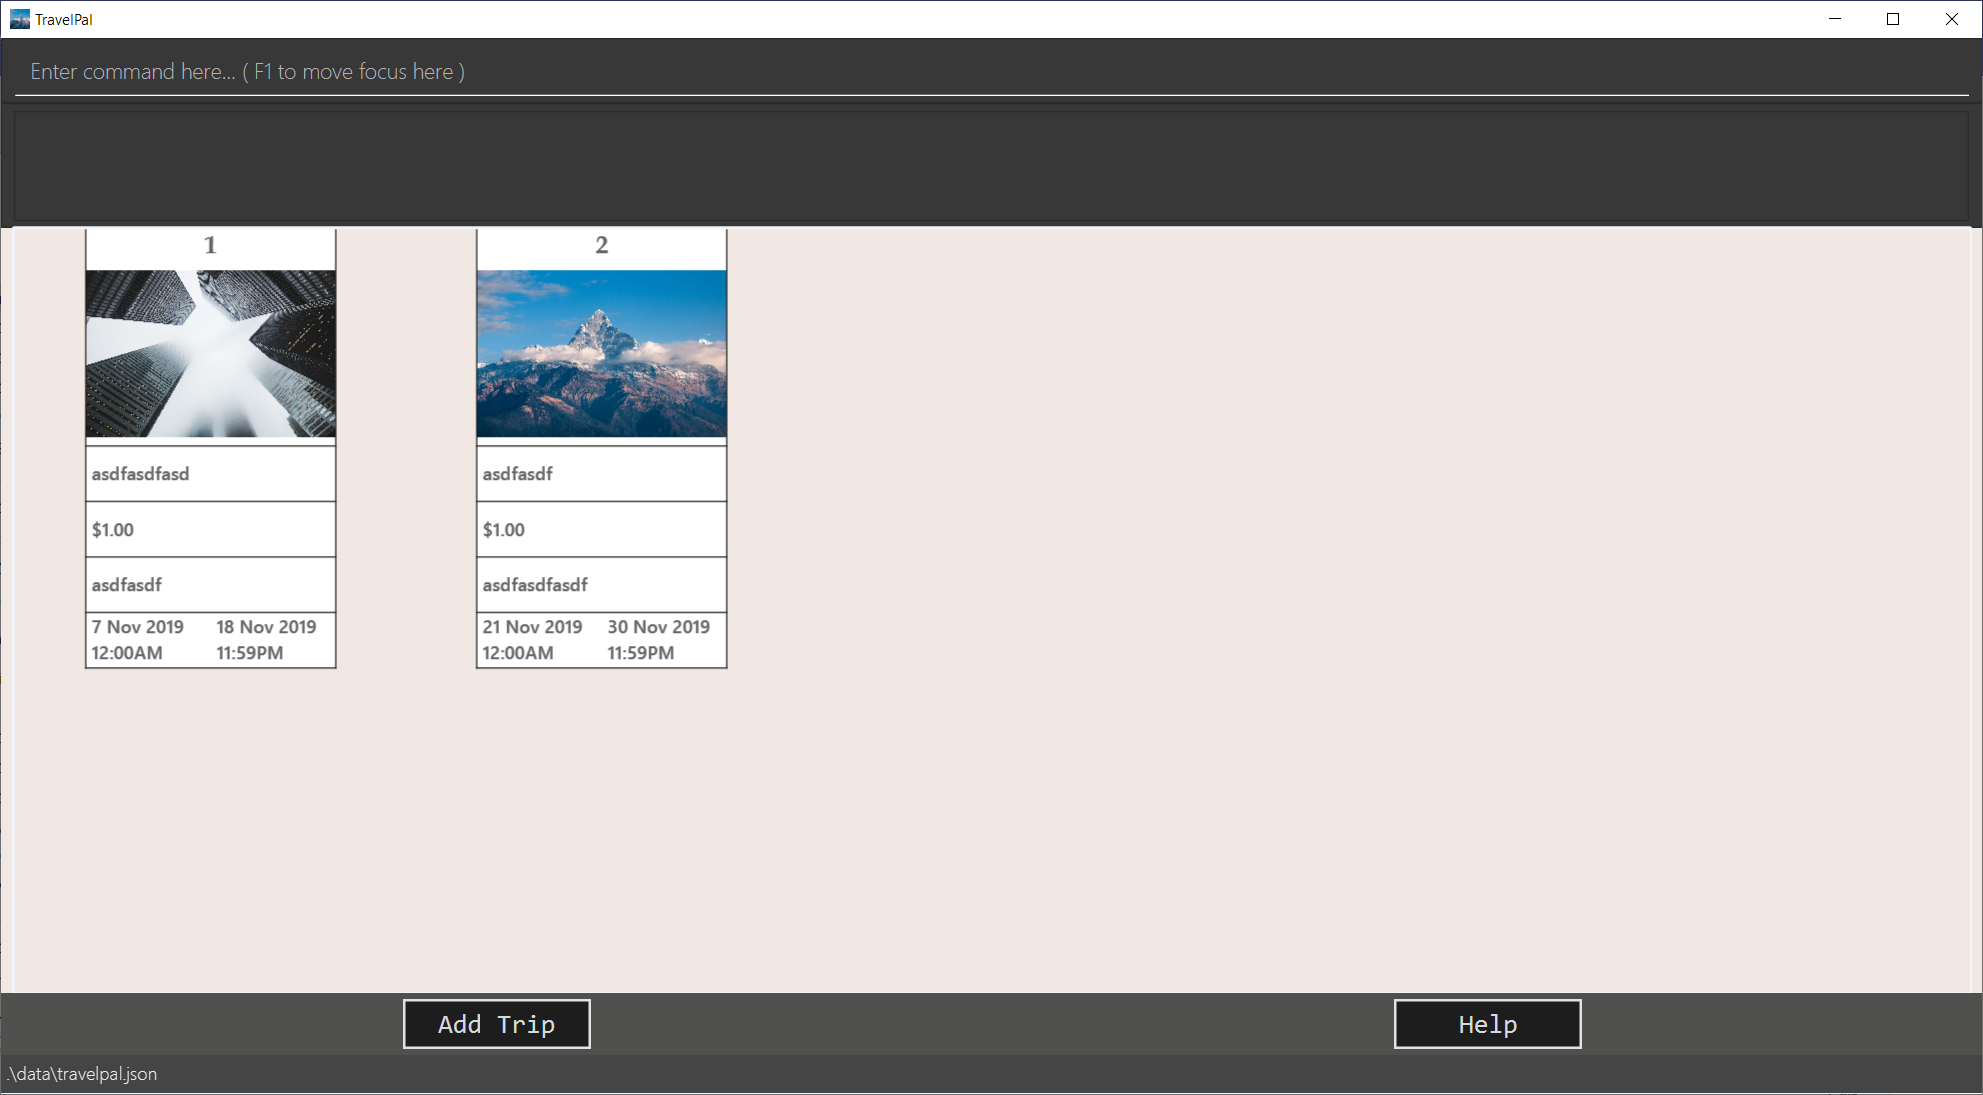 TravelPal
Enter command here... ( F1 to move focus here )
1
asdfasdfasd
$1.00
asdfasdf
7 Nov 2019 18 Nov 2019
12:00AM 11:59PM
2
asdfasdf
$1.00
asdfasdfasdf
21 Nov 2019 30 Nov 2019
12:00AM 11:59PM
Add Trip
Help
.\data\travelpal.json